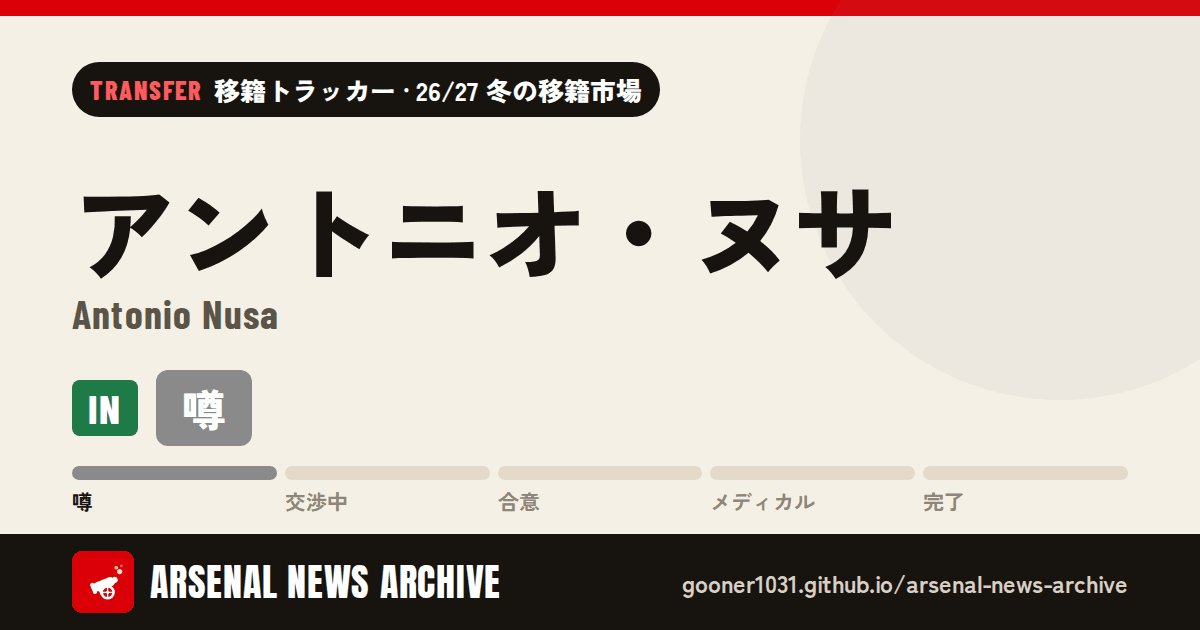 TRANSFER 移籍トラッカー · 26/27 冬の移籍市場
アントニオ・ヌサ
Antonio Nusa
IN 噂
噂 交渉中 合意 メディカル 完了
ARSENAL NEWS ARCHIVE gooner1031.github.io/arsenal-news-archive